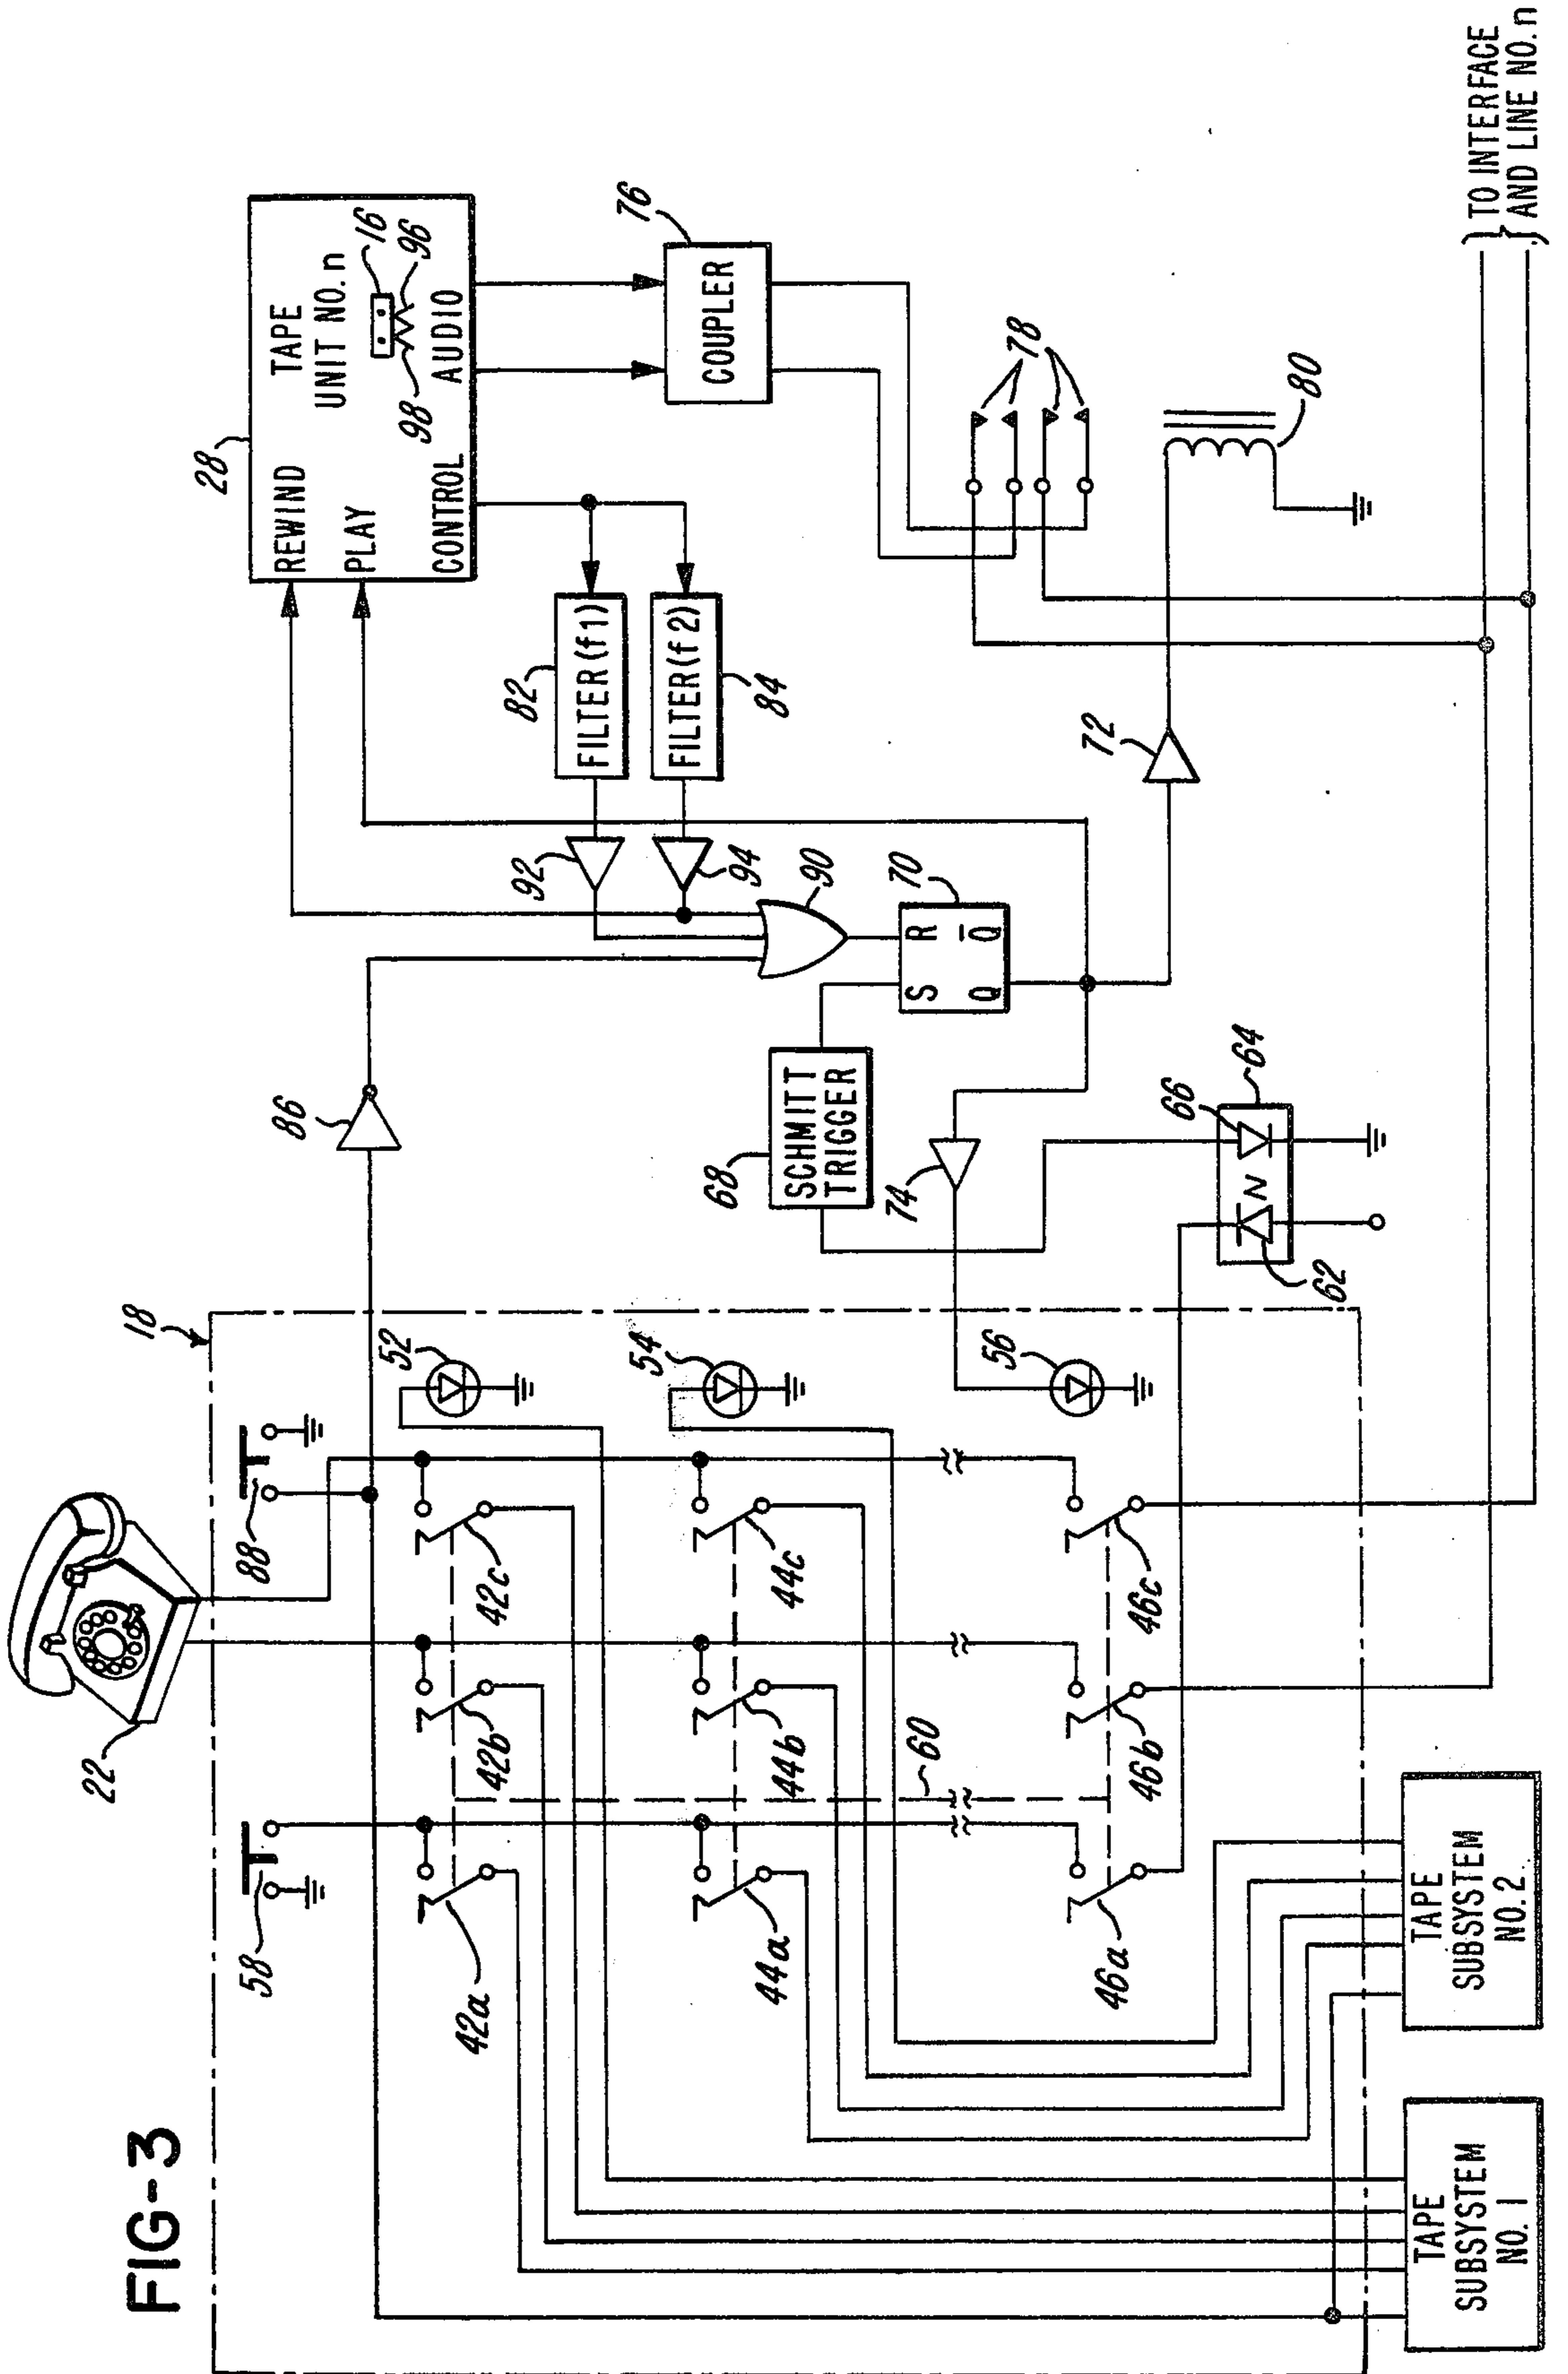 FIG-3
22
18
58
88
42a
42b
42c
52
44a
44b
44c
54
60
46a
46b
46c
56
TAPE
SUBSYSTEM
NO. 1
TAPE
SUBSYSTEM
NO. 2
86
68
SCHMITT
TRIGGER
74
66
64
62
N
92
94
90
70
S R
Q Q̅
72
28
REWIND
PLAY
CONTROL
TAPE
UNIT NO. n
16
98
96
AUDIO
82
FILTER (f1)
FILTER (f2)
84
76
COUPLER
78
80
TO INTERFACE
AND LINE NO. n